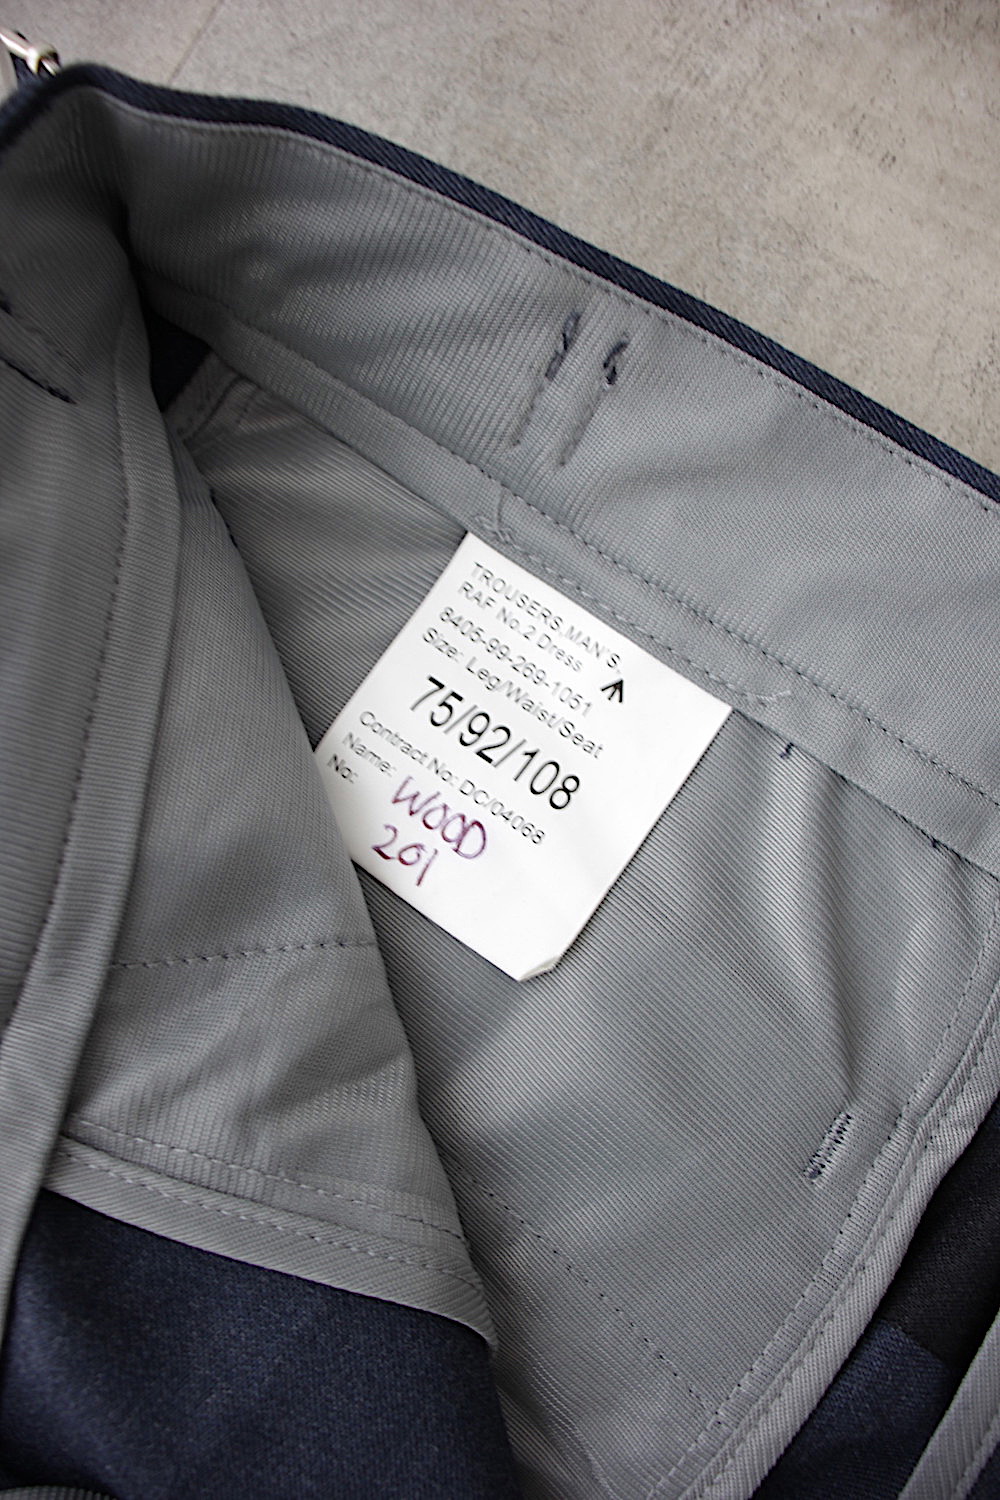 TROUSERS, MAN'S,
RAF No.2 Dress
8405-99-269-1051
Size: Leg/Waist/Seat
75/92/108
Contract No: DC/04068
Name: WOOD
No: 201